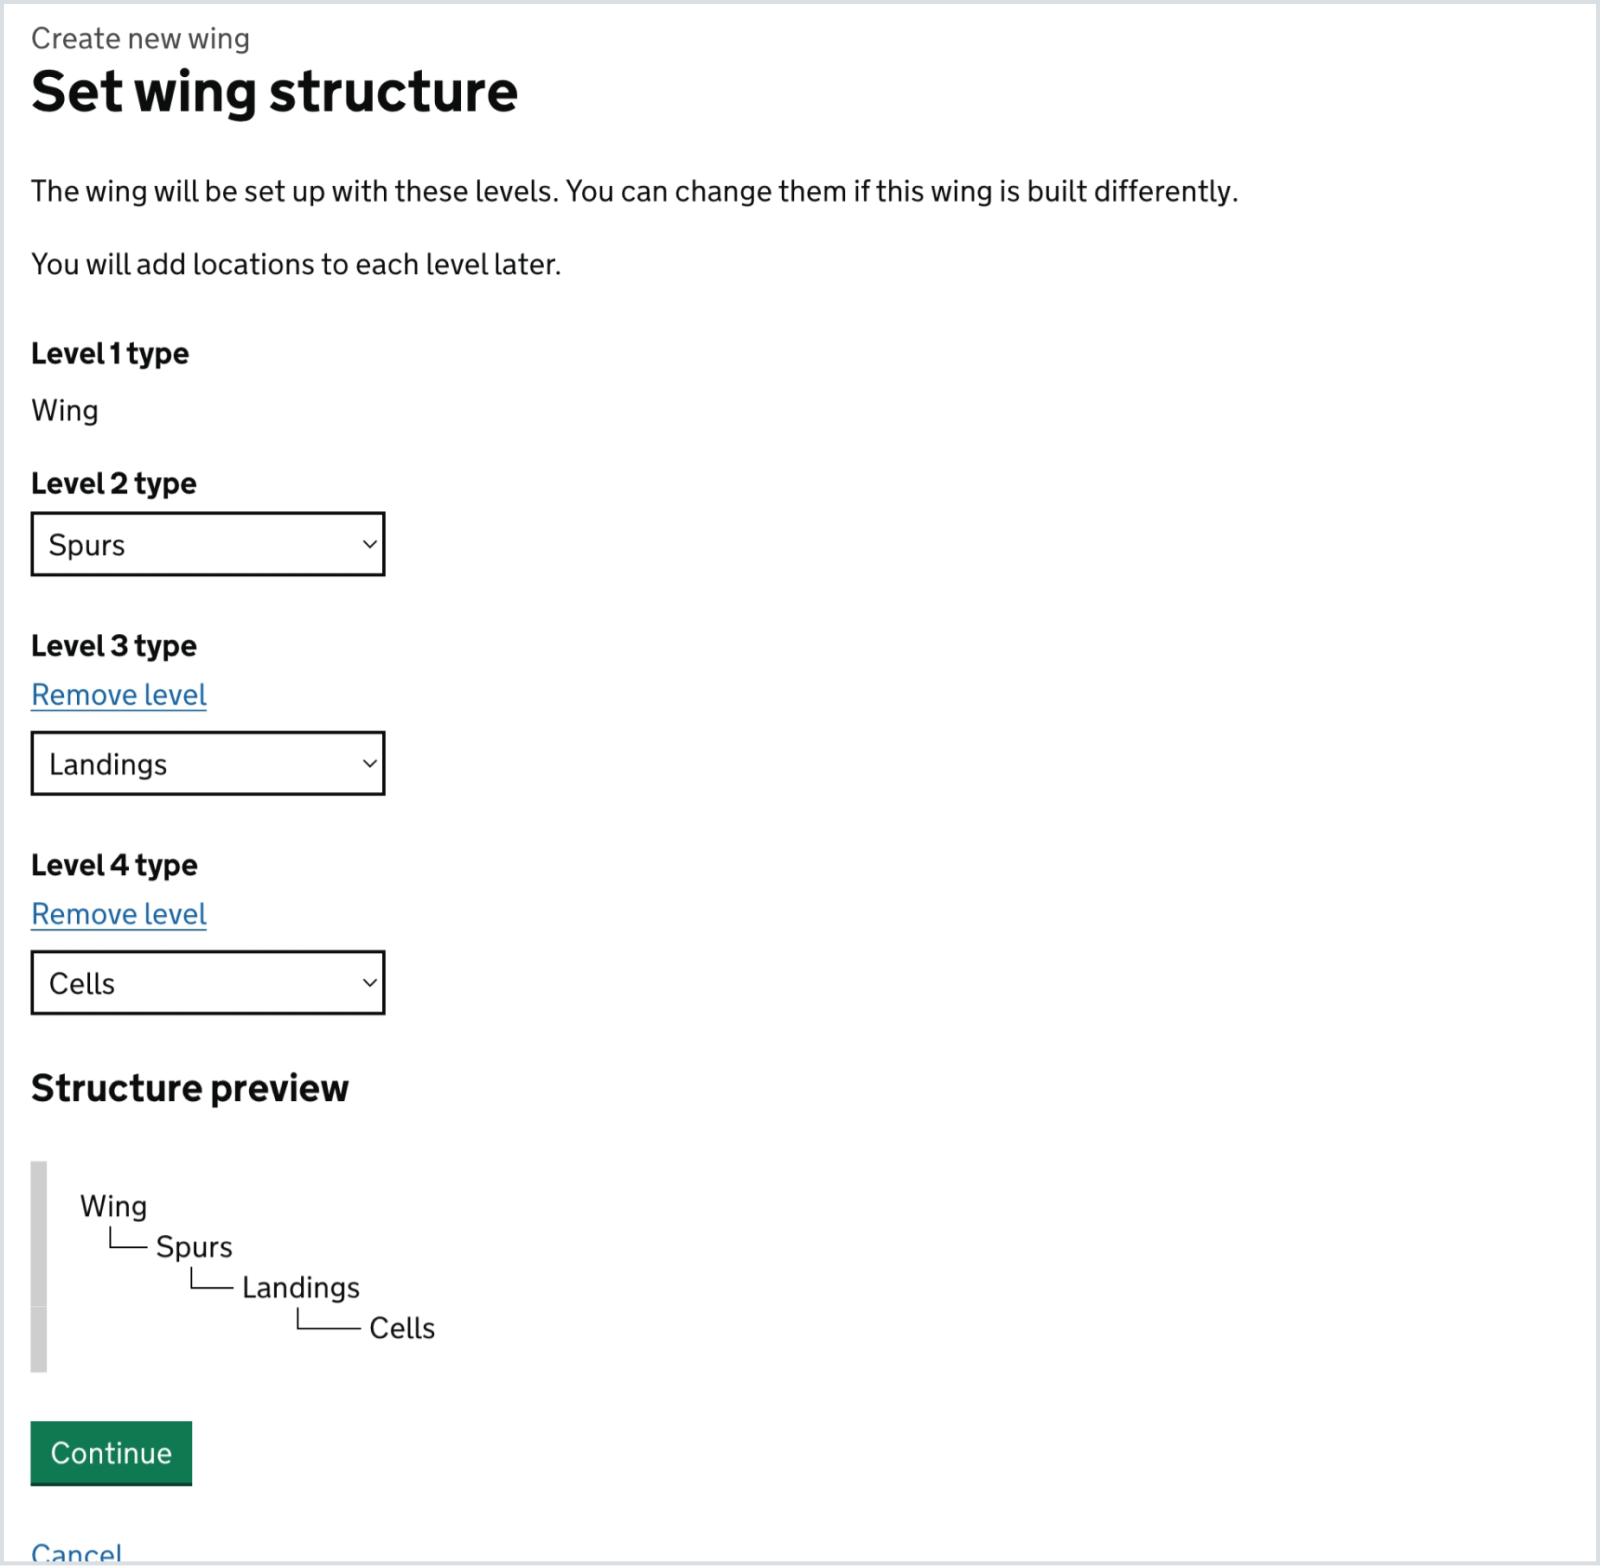 Create new wing
Set wing structure
The wing will be set up with these levels. You can change them if this wing is built differently.
You will add locations to each level later.
Level 1 type
Wing
Level 2 type
Spurs
Level 3 type
Remove level
Landings
Level 4 type
Remove level
Cells
Structure preview
Wing
Spurs
Landings
Cells
Continue
Cancel